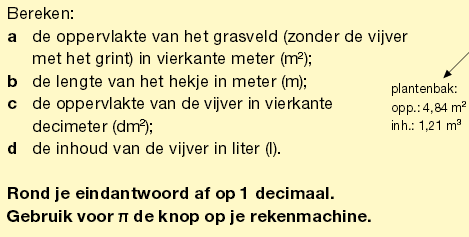 Bereken:
a de oppervlakte van het grasveld (zonder de vijver
met het grint) in vierkante meter (m²);
b de lengte van het hekje in meter (m);
c de oppervlakte van de vijver in vierkante
decimeter (dm²);
d de inhoud van de vijver in liter (l).
Rond je eindantwoord af op 1 decimaal.
Gebruik voor π de knop op je rekenmachine.
plantenbak:
opp.: 4,84 m²
inh.: 1,21 m³